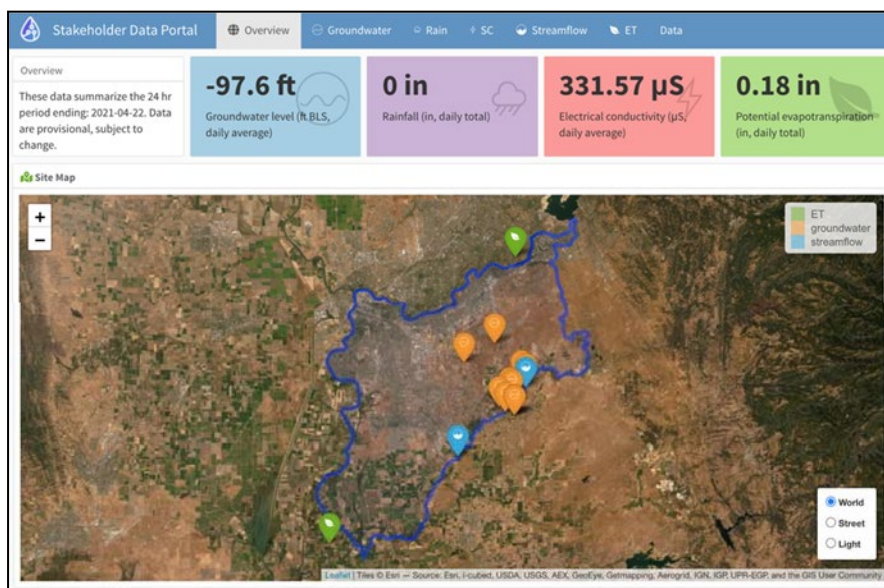 Stakeholder Data Portal
Overview
Groundwater
Rain
SC
Streamflow
ET
Data
Overview
These data summarize the 24 hr
period ending: 2021-04-22. Data
are provisional, subject to
change.
-97.6 ft
Groundwater level (ft BLS,
daily average)
0 in
Rainfall (in, daily total)
331.57 µS
Electrical conductivity (µS,
daily average)
0.18 in
Potential evapotranspiration
(in, daily total)
Site Map
+
−
ET
groundwater
streamflow
World
Street
Light
Leaflet | Tiles © Esri — Source: Esri, i-cubed, USDA, USGS, AEX, GeoEye, Getmapping, Aerogrid, IGN, IGP, UPR-EGP, and the GIS User Community